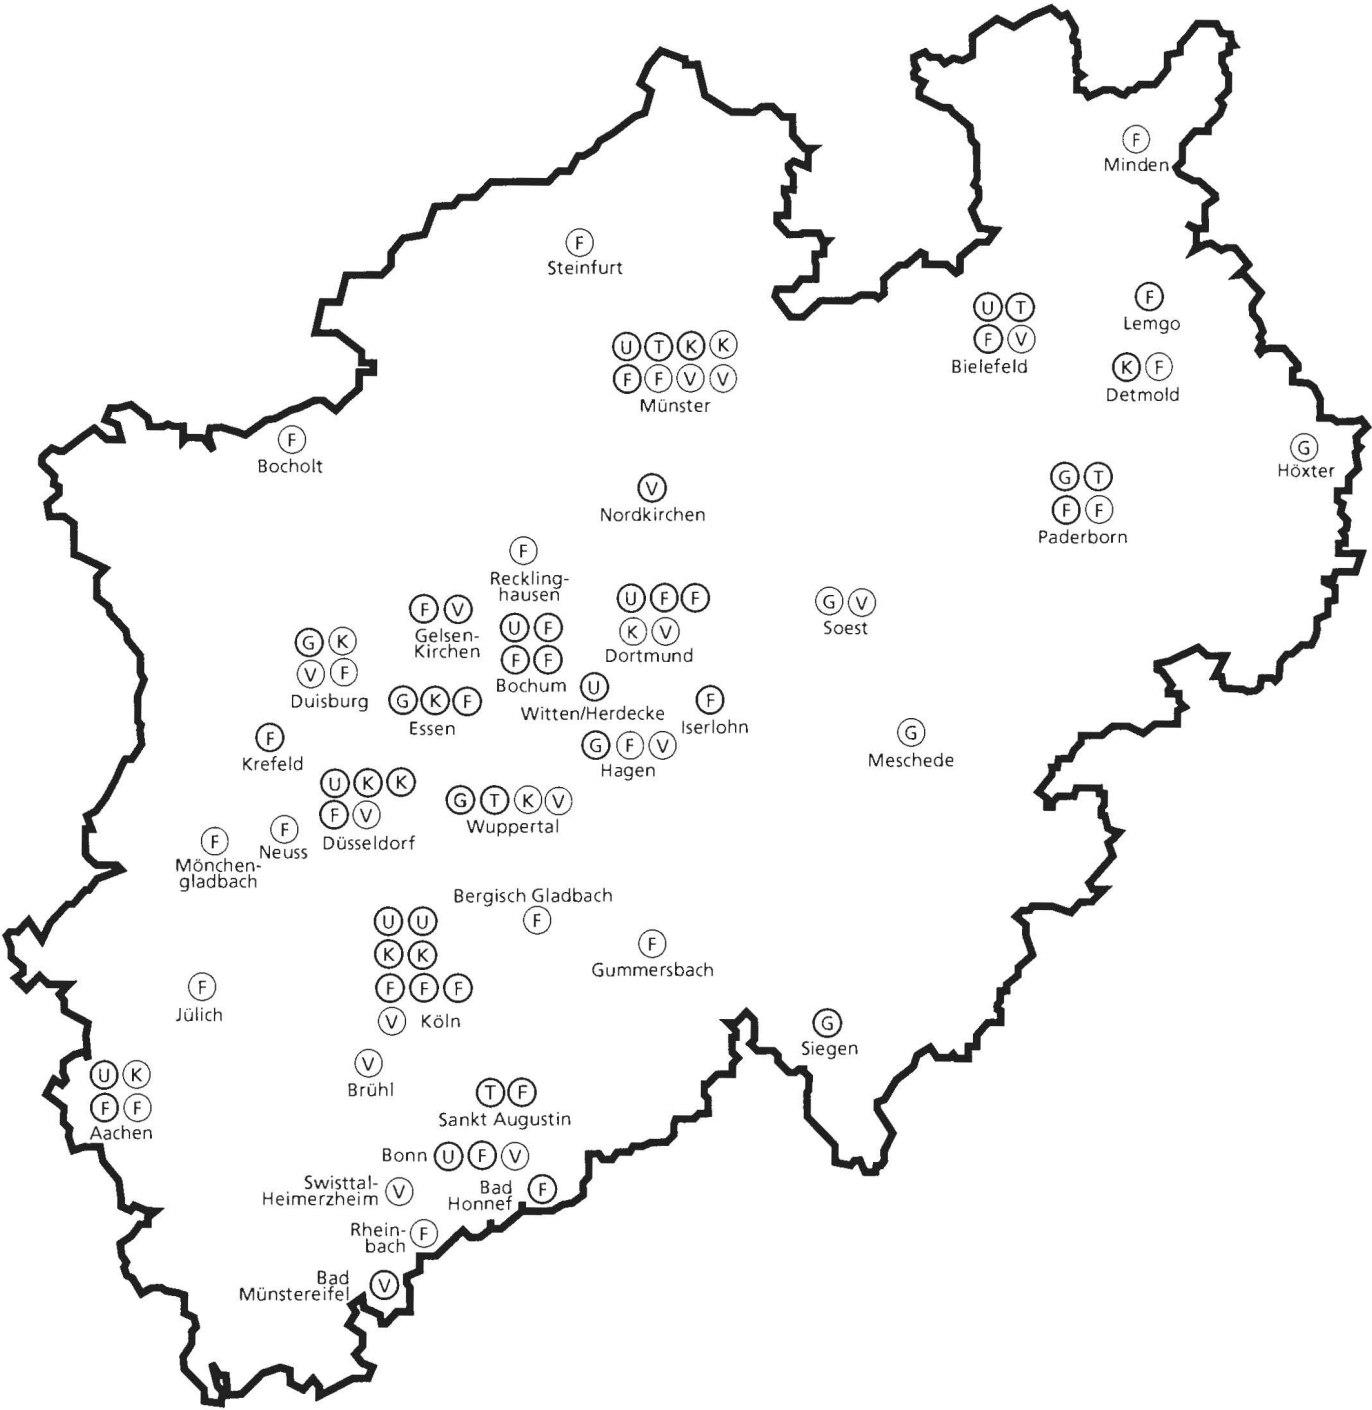 F
Minden
F
Steinfurt
F
Lemgo
U T
F V
Bielefeld
U T K K
F F V V
Münster
K F
Detmold
F
Bocholt
G
Höxter
G T
F F
Paderborn
V
Nordkirchen
F
Reckling-
hausen
F V
Gelsen-
Kirchen
U F
F F
Bochum
U F F
K V
Dortmund
G V
Soest
G K
V F
Duisburg
G K F
Essen
U
Witten/Herdecke
F
Iserlohn
F
Krefeld
G F V
Hagen
G
Meschede
U K K
F V
Düsseldorf
G T K V
Wuppertal
F
Neuss
F
Mönchen-
gladbach
Bergisch Gladbach
F
U U
K K
F F F
V Köln
F
Gummersbach
F
Jülich
G
Siegen
V
Brühl
U K
F F
Aachen
T F
Sankt Augustin
Bonn U F V
Swisttal-
Heimerzheim V
Bad
Honnef F
Rhein-
bach F
Bad
Münstereifel V